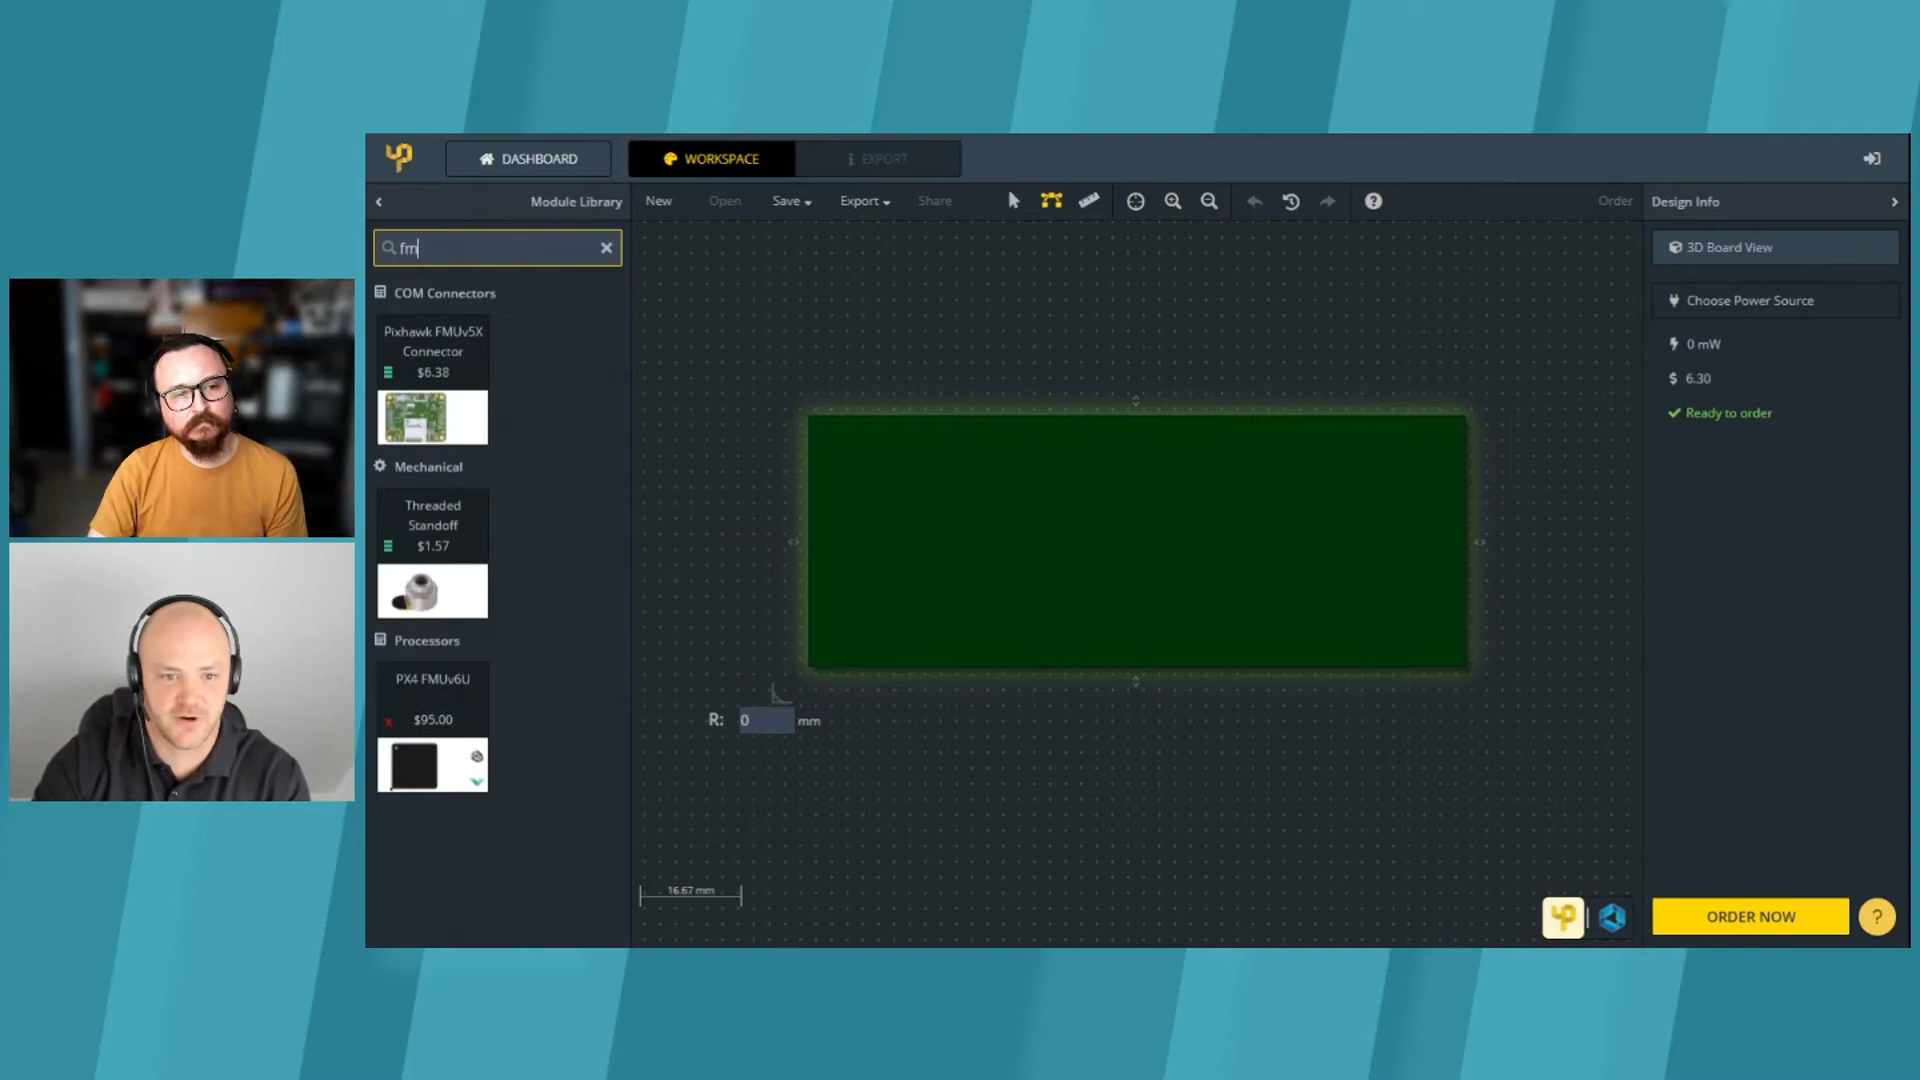 DASHBOARD
WORKSPACE
EXPORT
Module Library
New
Open
Save
Export
Share
Order
Design Info
fm
3D Board View
COM Connectors
Choose Power Source
Pixhawk FMUv5X
Connector
$6.38
0 mW
$ 6.30
Ready to order
Mechanical
Threaded
Standoff
$1.57
Processors
PX4 FMUv6U
$95.00
R: 0 mm
16.67 mm
ORDER NOW
?